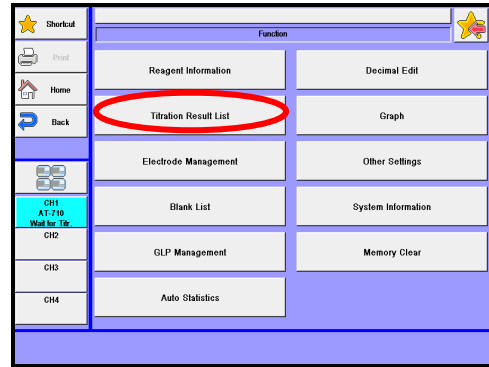 Shortcut
Function
Print
Home
Back
CH1
AT-710
Wait for Titr.
CH2
CH3
CH4
Reagent Information
Decimal Edit
Titration Result List
Graph
Electrode Management
Other Settings
Blank List
System Information
GLP Management
Memory Clear
Auto Statistics